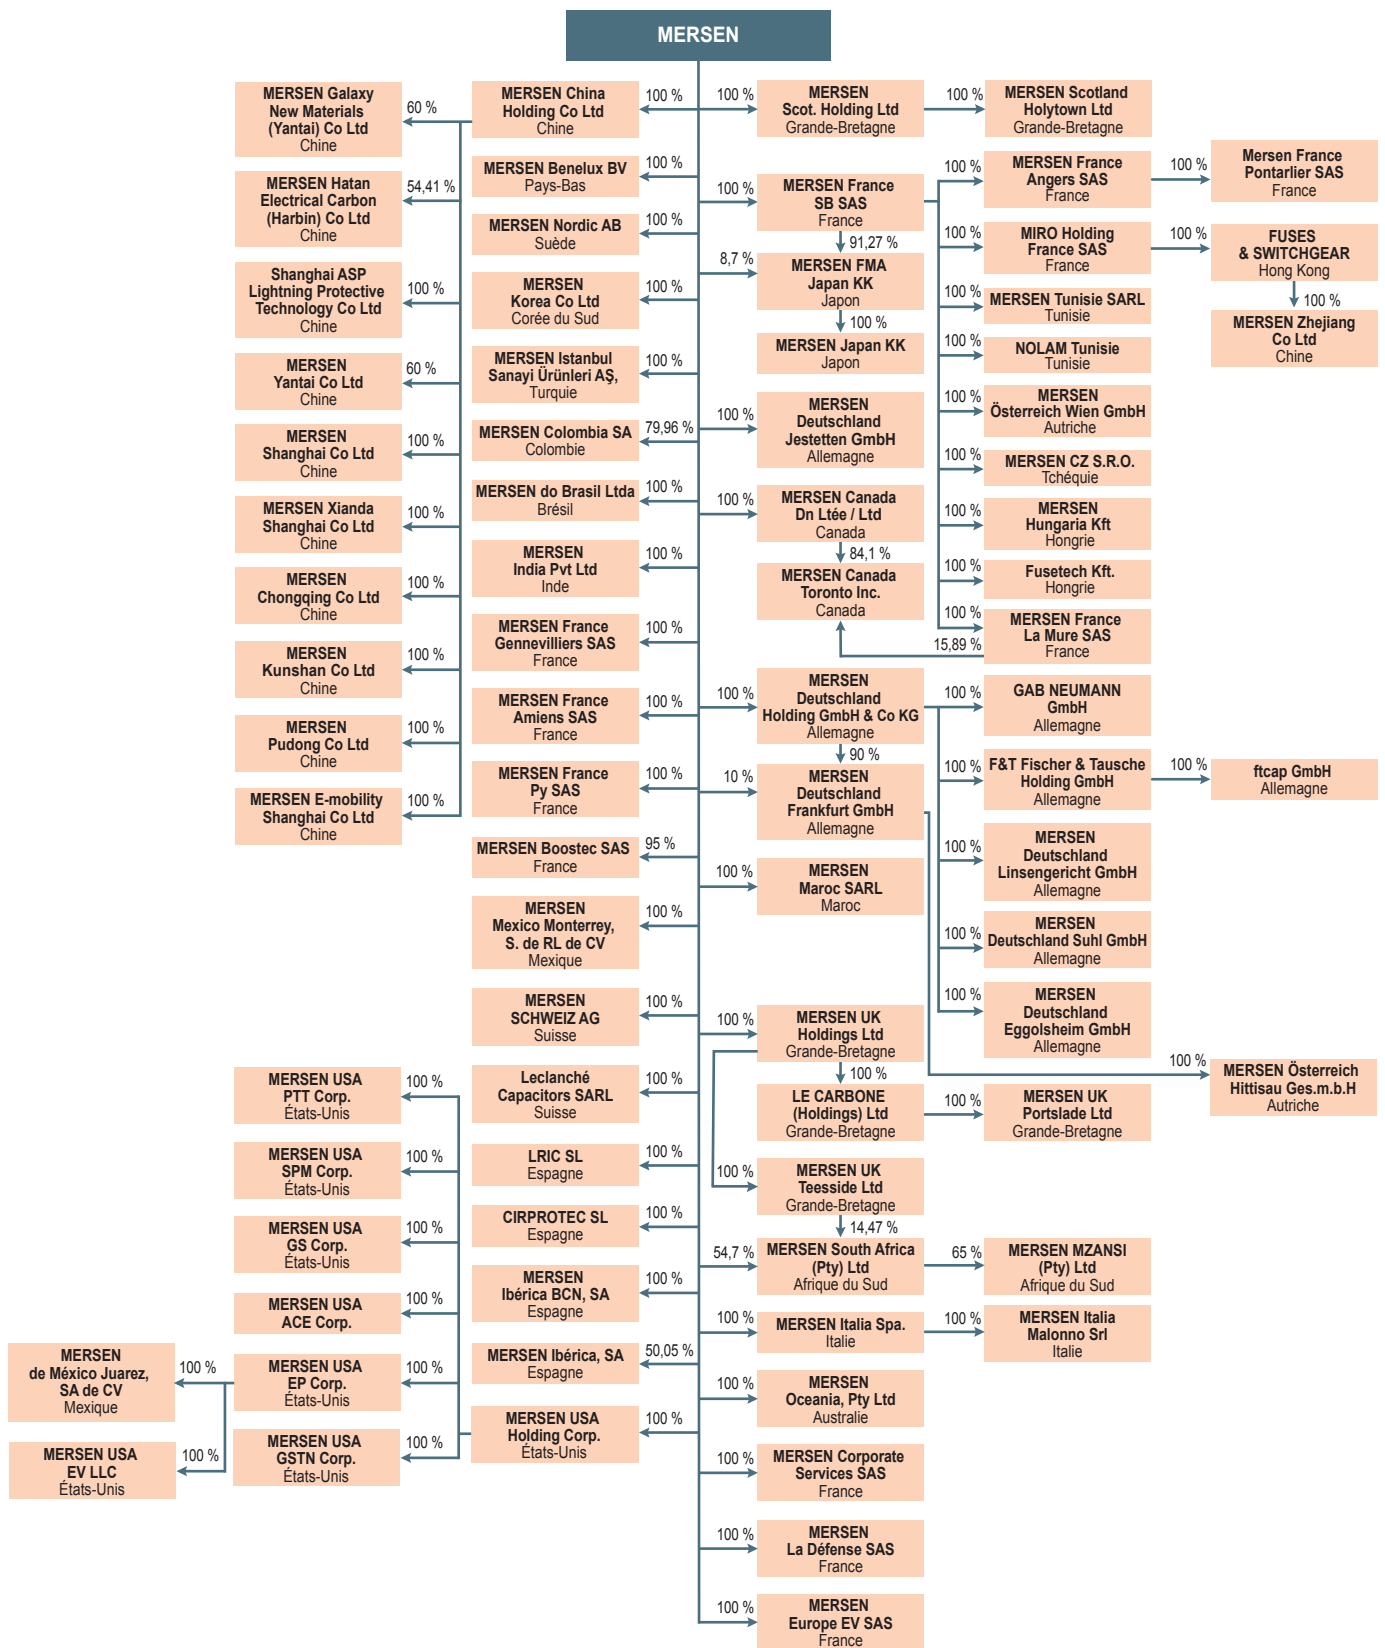 MERSEN
MERSEN Galaxy
New Materials
(Yantai) Co Ltd
Chine
60 %
MERSEN Hatan
Electrical Carbon
(Harbin) Co Ltd
Chine
54,41 %
Shanghai ASP
Lightning Protective
Technology Co Ltd
Chine
100 %
MERSEN
Yantai Co Ltd
Chine
60 %
MERSEN
Shanghai Co Ltd
Chine
100 %
MERSEN Xianda
Shanghai Co Ltd
Chine
100 %
MERSEN
Chongqing Co Ltd
Chine
100 %
MERSEN
Kunshan Co Ltd
Chine
100 %
MERSEN
Pudong Co Ltd
Chine
100 %
MERSEN E-mobility
Shanghai Co Ltd
Chine
100 %
MERSEN China
Holding Co Ltd
Chine
100 %
MERSEN Benelux BV
Pays-Bas
100 %
MERSEN Nordic AB
Suède
100 %
MERSEN
Korea Co Ltd
Corée du Sud
100 %
MERSEN Istanbul
Sanayi Ürünleri AŞ,
Turquie
100 %
MERSEN Colombia SA
Colombie
79,96 %
MERSEN do Brasil Ltda
Brésil
100 %
MERSEN
India Pvt Ltd
Inde
100 %
MERSEN France
Gennevilliers SAS
France
100 %
MERSEN France
Amiens SAS
France
100 %
MERSEN France
Py SAS
France
100 %
MERSEN Boostec SAS
France
95 %
MERSEN
Mexico Monterrey,
S. de RL de CV
Mexique
100 %
MERSEN
SCHWEIZ AG
Suisse
100 %
Leclanché
Capacitors SARL
Suisse
100 %
LRIC SL
Espagne
100 %
CIRPROTEC SL
Espagne
100 %
MERSEN
Ibérica BCN, SA
Espagne
100 %
MERSEN Ibérica, SA
Espagne
50,05 %
MERSEN USA
Holding Corp.
États-Unis
100 %
MERSEN USA
PTT Corp.
États-Unis
100 %
MERSEN USA
SPM Corp.
États-Unis
100 %
MERSEN USA
GS Corp.
États-Unis
100 %
MERSEN USA
ACE Corp.
100 %
MERSEN USA
EP Corp.
États-Unis
100 %
MERSEN USA
GSTN Corp.
États-Unis
100 %
MERSEN
de México Juarez,
SA de CV
Mexique
100 %
MERSEN USA
EV LLC
États-Unis
100 %
100 %
MERSEN
Scot. Holding Ltd
Grande-Bretagne
100 %
MERSEN Scotland
Holytown Ltd
Grande-Bretagne
100 %
MERSEN France
SB SAS
France
91,27 %
8,7 %
MERSEN FMA
Japan KK
Japon
100 %
MERSEN Japan KK
Japon
100 %
MERSEN
Deutschland
Jestetten GmbH
Allemagne
100 %
MERSEN Canada
Dn Ltée / Ltd
Canada
84,1 %
MERSEN Canada
Toronto Inc.
Canada
100 %
MERSEN France
Angers SAS
France
100 %
Mersen France
Pontarlier SAS
France
100 %
MIRO Holding
France SAS
France
100 %
FUSES
& SWITCHGEAR
Hong Kong
100 %
MERSEN Zhejiang
Co Ltd
Chine
100 %
MERSEN Tunisie SARL
Tunisie
100 %
NOLAM Tunisie
Tunisie
100 %
MERSEN
Österreich Wien GmbH
Autriche
100 %
MERSEN CZ S.R.O.
Tchéquie
100 %
MERSEN
Hungaria Kft
Hongrie
100 %
Fusetech Kft.
Hongrie
100 %
MERSEN France
La Mure SAS
France
15,89 %
100 %
MERSEN
Deutschland
Holding GmbH & Co KG
Allemagne
90 %
10 %
MERSEN
Deutschland
Frankfurt GmbH
Allemagne
100 %
GAB NEUMANN
GmbH
Allemagne
100 %
F&T Fischer & Tausche
Holding GmbH
Allemagne
100 %
ftcap GmbH
Allemagne
100 %
MERSEN
Deutschland
Linsengericht GmbH
Allemagne
100 %
MERSEN
Deutschland Suhl GmbH
Allemagne
100 %
MERSEN
Deutschland
Eggolsheim GmbH
Allemagne
100 %
MERSEN Österreich
Hittisau Ges.m.b.H
Autriche
100 %
MERSEN
Maroc SARL
Maroc
100 %
MERSEN UK
Holdings Ltd
Grande-Bretagne
100 %
LE CARBONE
(Holdings) Ltd
Grande-Bretagne
100 %
MERSEN UK
Portslade Ltd
Grande-Bretagne
100 %
MERSEN UK
Teesside Ltd
Grande-Bretagne
14,47 %
54,7 %
MERSEN South Africa
(Pty) Ltd
Afrique du Sud
65 %
MERSEN MZANSI
(Pty) Ltd
Afrique du Sud
100 %
MERSEN Italia Spa.
Italie
100 %
MERSEN Italia
Malonno Srl
Italie
100 %
MERSEN
Oceania, Pty Ltd
Australie
100 %
MERSEN Corporate
Services SAS
France
100 %
MERSEN
La Défense SAS
France
100 %
MERSEN
Europe EV SAS
France